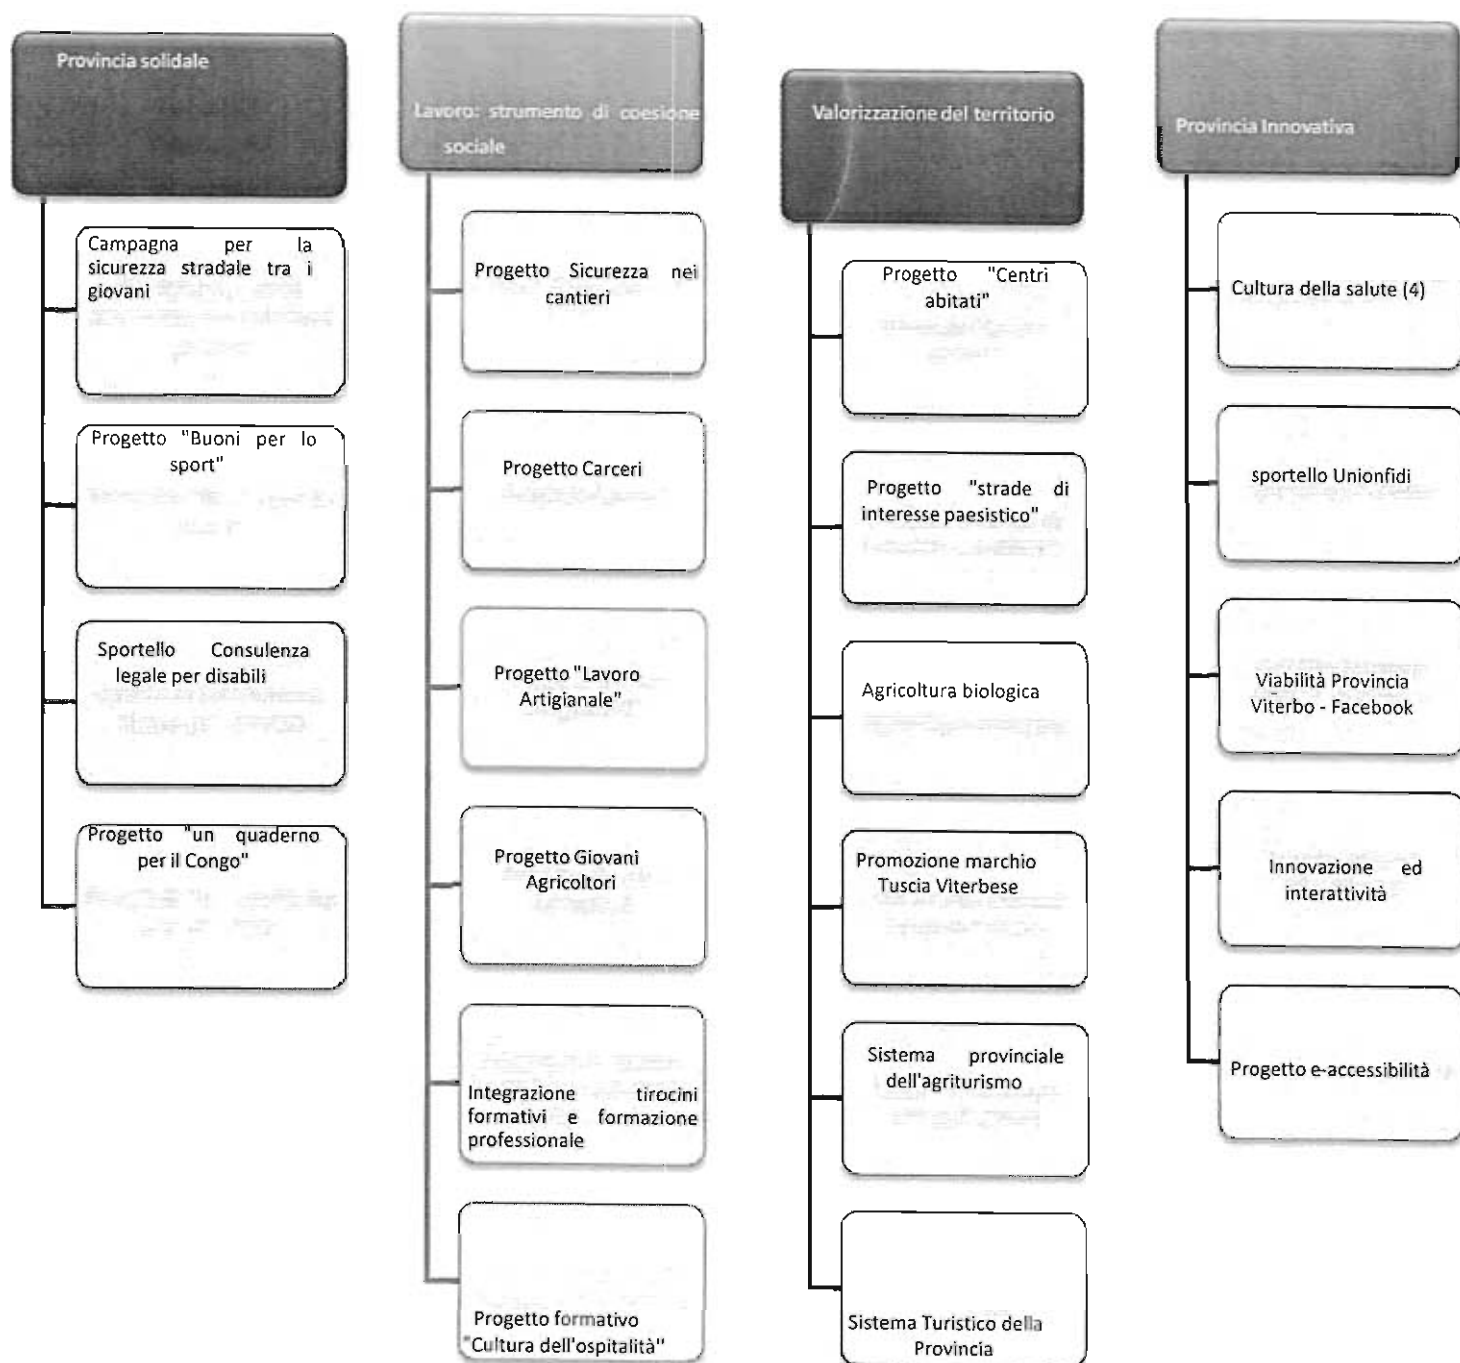 Provincia solidale
Campagna per la
sicurezza stradale tra i
giovani
Progetto "Buoni per lo
sport"
Sportello Consulenza
legale per disabili
Progetto "un quaderno
per il Congo"
Lavoro: strumento di coesione
sociale
Progetto Sicurezza nei
cantieri
Progetto Carceri
Progetto "Lavoro
Artigianale"
Progetto Giovani
Agricoltori
Integrazione tirocini
formativi e formazione
professionale
Progetto formativo
"Cultura dell'ospitalità"
Valorizzazione del territorio
Progetto "Centri
abitati"
Progetto "strade di
interesse paesistico"
Agricoltura biologica
Promozione marchio
Tuscia Viterbese
Sistema provinciale
dell'agriturismo
Sistema Turistico della
Provincia
Provincia Innovativa
Cultura della salute (4)
sportello Unionfidi
Viabilità Provincia
Viterbo - Facebook
Innovazione ed
interattività
Progetto e-accessibilità